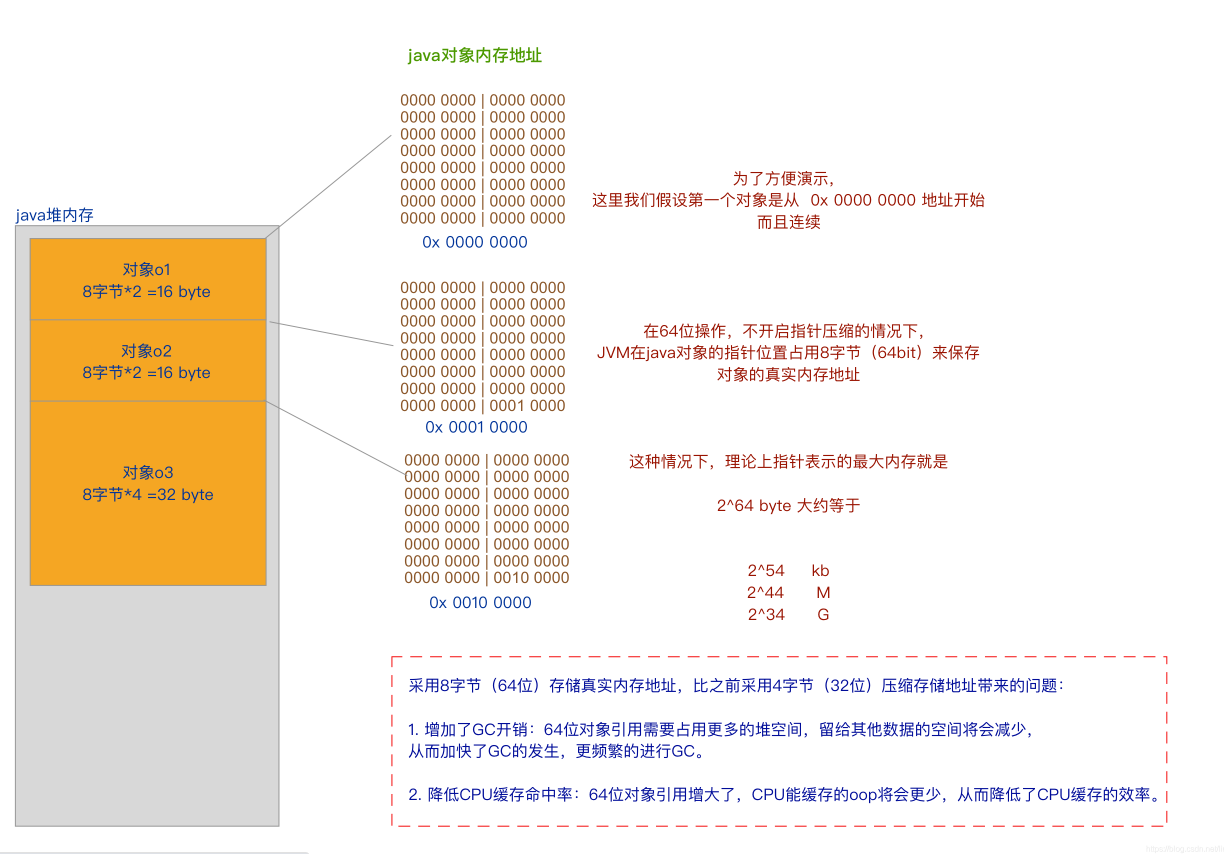 java对象内存地址
java堆内存
对象o1
8字节*2 =16 byte
对象o2
8字节*2 =16 byte
对象o3
8字节*4 =32 byte
0000 0000 | 0000 0000
0000 0000 | 0000 0000
0000 0000 | 0000 0000
0000 0000 | 0000 0000
0000 0000 | 0000 0000
0000 0000 | 0000 0000
0000 0000 | 0000 0000
0000 0000 | 0000 0000
0x 0000 0000
0000 0000 | 0000 0000
0000 0000 | 0000 0000
0000 0000 | 0000 0000
0000 0000 | 0000 0000
0000 0000 | 0000 0000
0000 0000 | 0000 0000
0000 0000 | 0000 0000
0000 0000 | 0001 0000
0x 0001 0000
0000 0000 | 0000 0000
0000 0000 | 0000 0000
0000 0000 | 0000 0000
0000 0000 | 0000 0000
0000 0000 | 0000 0000
0000 0000 | 0000 0000
0000 0000 | 0000 0000
0000 0000 | 0010 0000
0x 0010 0000
为了方便演示，
这里我们假设第一个对象是从 0x 0000 0000 地址开始
而且连续
在64位操作，不开启指针压缩的情况下，
JVM在java对象的指针位置占用8字节（64bit）来保存
对象的真实内存地址
这种情况下，理论上指针表示的最大内存就是
2^64 byte 大约等于
2^54 kb
2^44 M
2^34 G
采用8字节（64位）存储真实内存地址，比之前采用4字节（32位）压缩存储地址带来的问题：
1. 增加了GC开销：64位对象引用需要占用更多的堆空间，留给其他数据的空间将会减少，
从而加快了GC的发生，更频繁的进行GC。
2. 降低CPU缓存命中率：64位对象引用增大了，CPU能缓存的oop将会更少，从而降低了CPU缓存的效率。